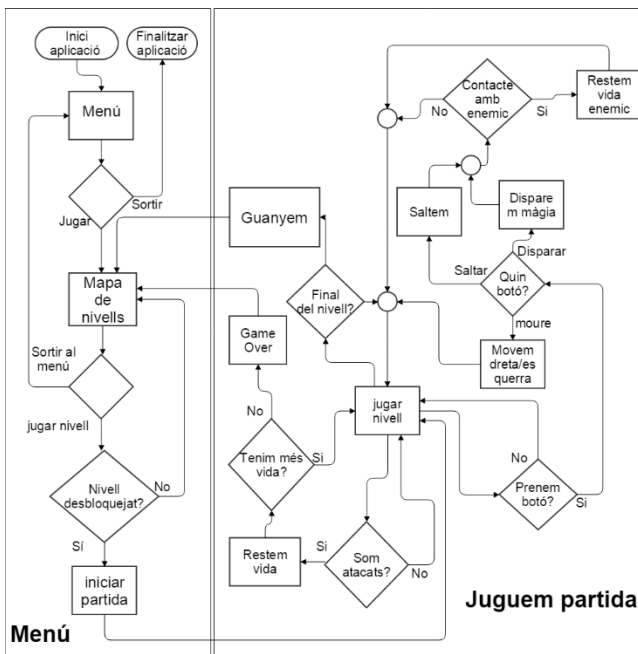 Inici
aplicació
Finalitzar
aplicació
Menú
Sortir
Jugar
Mapa
de
nivells
Sortir al
menú
jugar nivell
Nivell
desbloquejat?
No
Sí
iniciar
partida
Menú
Contacte
amb
enemic
No
Si
Restem
vida
enemic
Saltem
Dispare
m màgia
Saltar
Disparar
Quin
botó?
moure
Movem
dreta/es
querra
Guanyem
Final
del nivell?
Game
Over
jugar
nivell
No
Tenim més
vida?
Si
No
Prenem
botó?
Si
Restem
vida
Si
Som
atacats?
No
Juguem partida